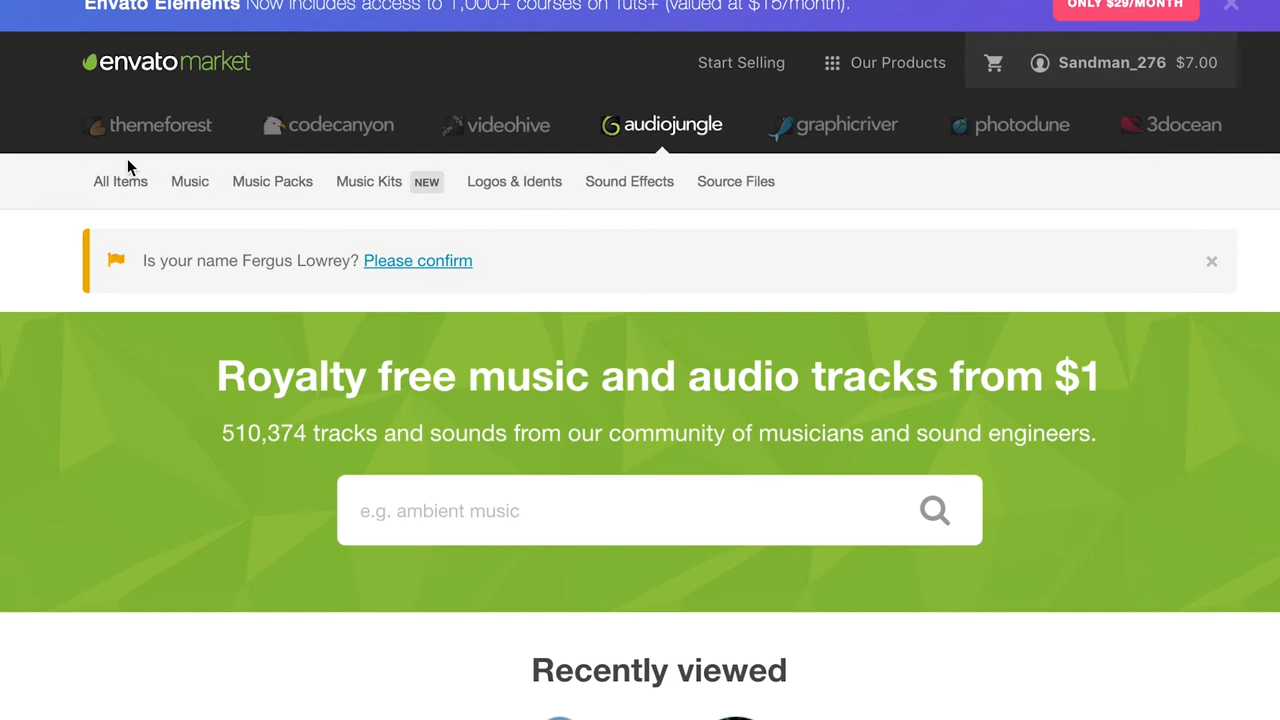 Envato Elements Now includes access to 1,000+ courses on Tuts+ (valued at $15/month).
ONLY $29/MONTH
envatomarket
Start Selling
Our Products
Sandman_276 $7.00
themeforest
codecanyon
videohive
audiojungle
graphicriver
photodune
3docean
All Items
Music
Music Packs
Music Kits NEW
Logos & Idents
Sound Effects
Source Files
Is your name Fergus Lowrey? Please confirm
Royalty free music and audio tracks from $1
510,374 tracks and sounds from our community of musicians and sound engineers.
e.g. ambient music
Recently viewed